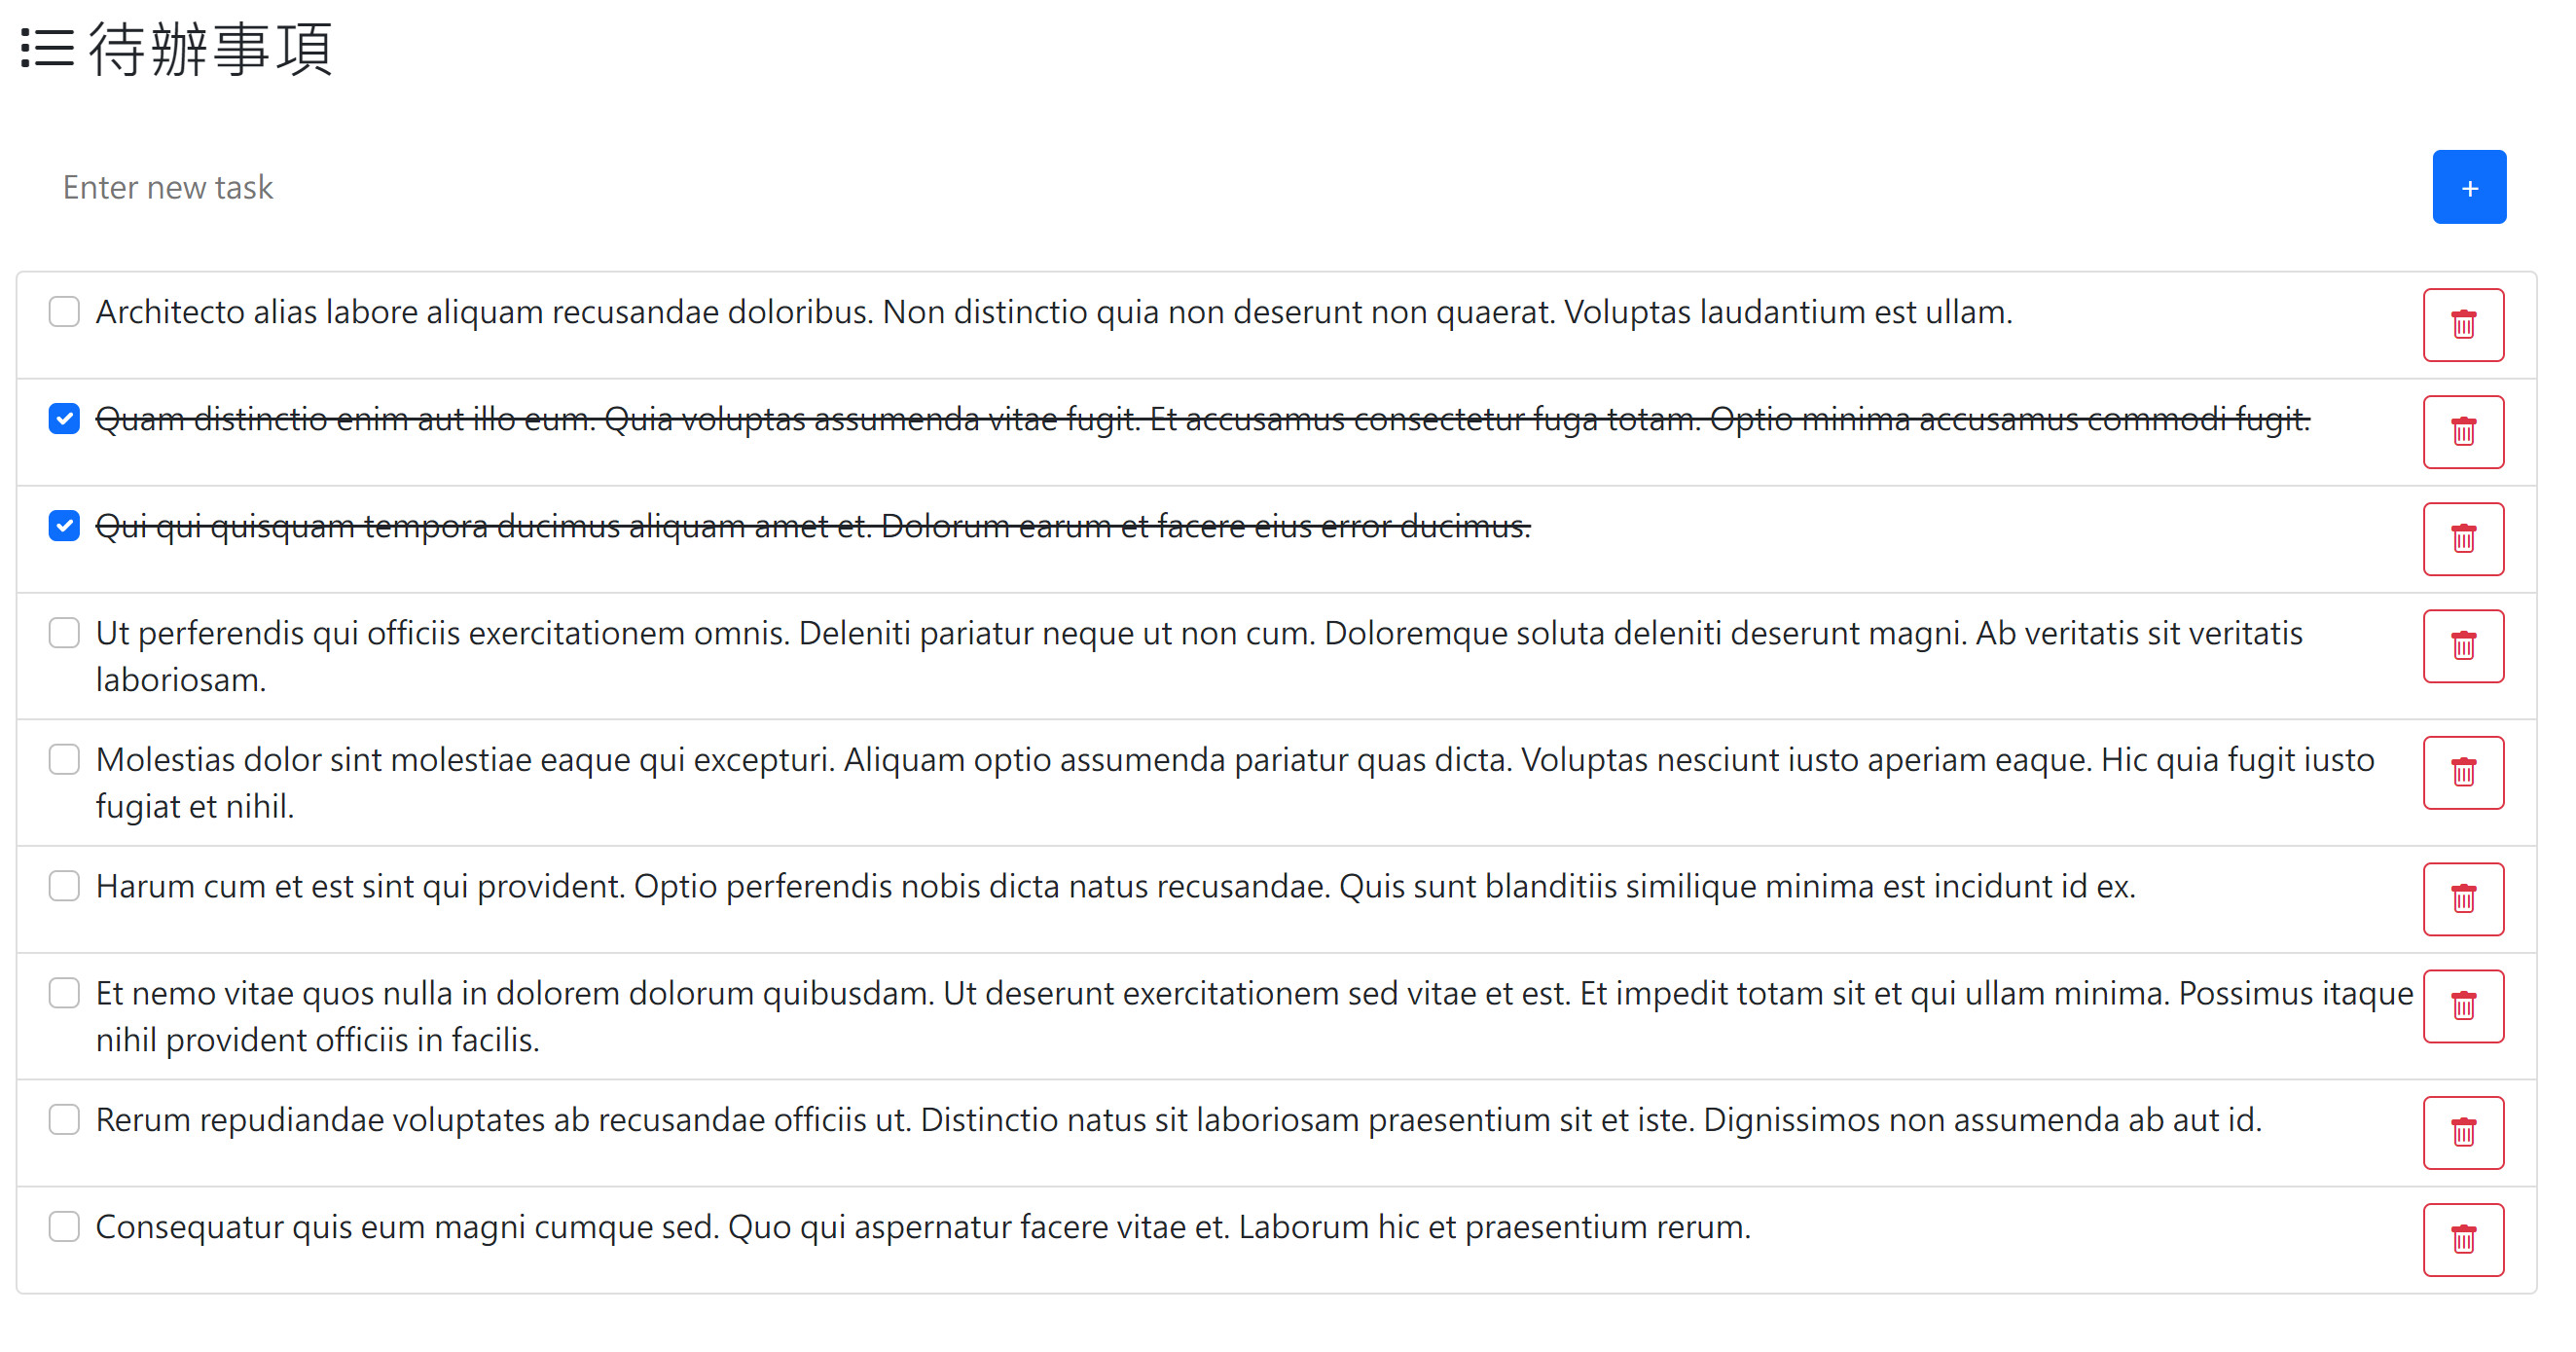 待辦事項
Enter new task
+
Architecto alias labore aliquam recusandae doloribus. Non distinctio quia non deserunt non quaerat. Voluptas laudantium est ullam.
Quam distinctio enim aut illo eum. Quia voluptas assumenda vitae fugit. Et accusamus consectetur fuga totam. Optio minima accusamus commodi fugit.
Qui qui quisquam tempora ducimus aliquam amet et. Dolorum earum et facere eius error ducimus.
Ut perferendis qui officiis exercitationem omnis. Deleniti pariatur neque ut non cum. Doloremque soluta deleniti deserunt magni. Ab veritatis sit veritatis
laboriosam.
Molestias dolor sint molestiae eaque qui excepturi. Aliquam optio assumenda pariatur quas dicta. Voluptas nesciunt iusto aperiam eaque. Hic quia fugit iusto
fugiat et nihil.
Harum cum et est sint qui provident. Optio perferendis nobis dicta natus recusandae. Quis sunt blanditiis similique minima est incidunt id ex.
Et nemo vitae quos nulla in dolorem dolorum quibusdam. Ut deserunt exercitationem sed vitae et est. Et impedit totam sit et qui ullam minima. Possimus itaque
nihil provident officiis in facilis.
Rerum repudiandae voluptates ab recusandae officiis ut. Distinctio natus sit laboriosam praesentium sit et iste. Dignissimos non assumenda ab aut id.
Consequatur quis eum magni cumque sed. Quo qui aspernatur facere vitae et. Laborum hic et praesentium rerum.